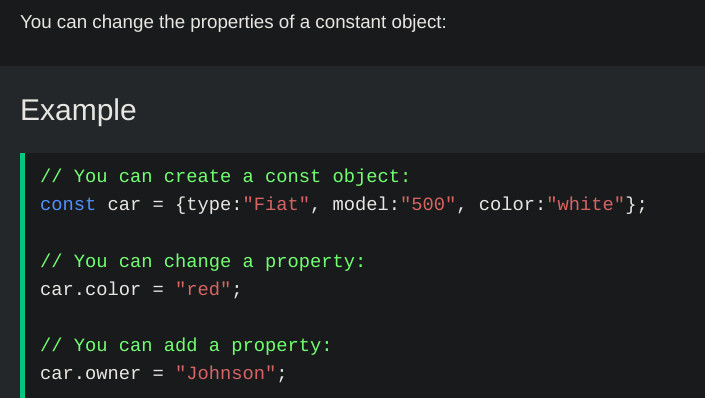 You can change the properties of a constant object:
Example
// You can create a const object:
const car = {type:"Fiat", model:"500", color:"white"};
// You can change a property:
car.color = "red";
// You can add a property:
car.owner = "Johnson";